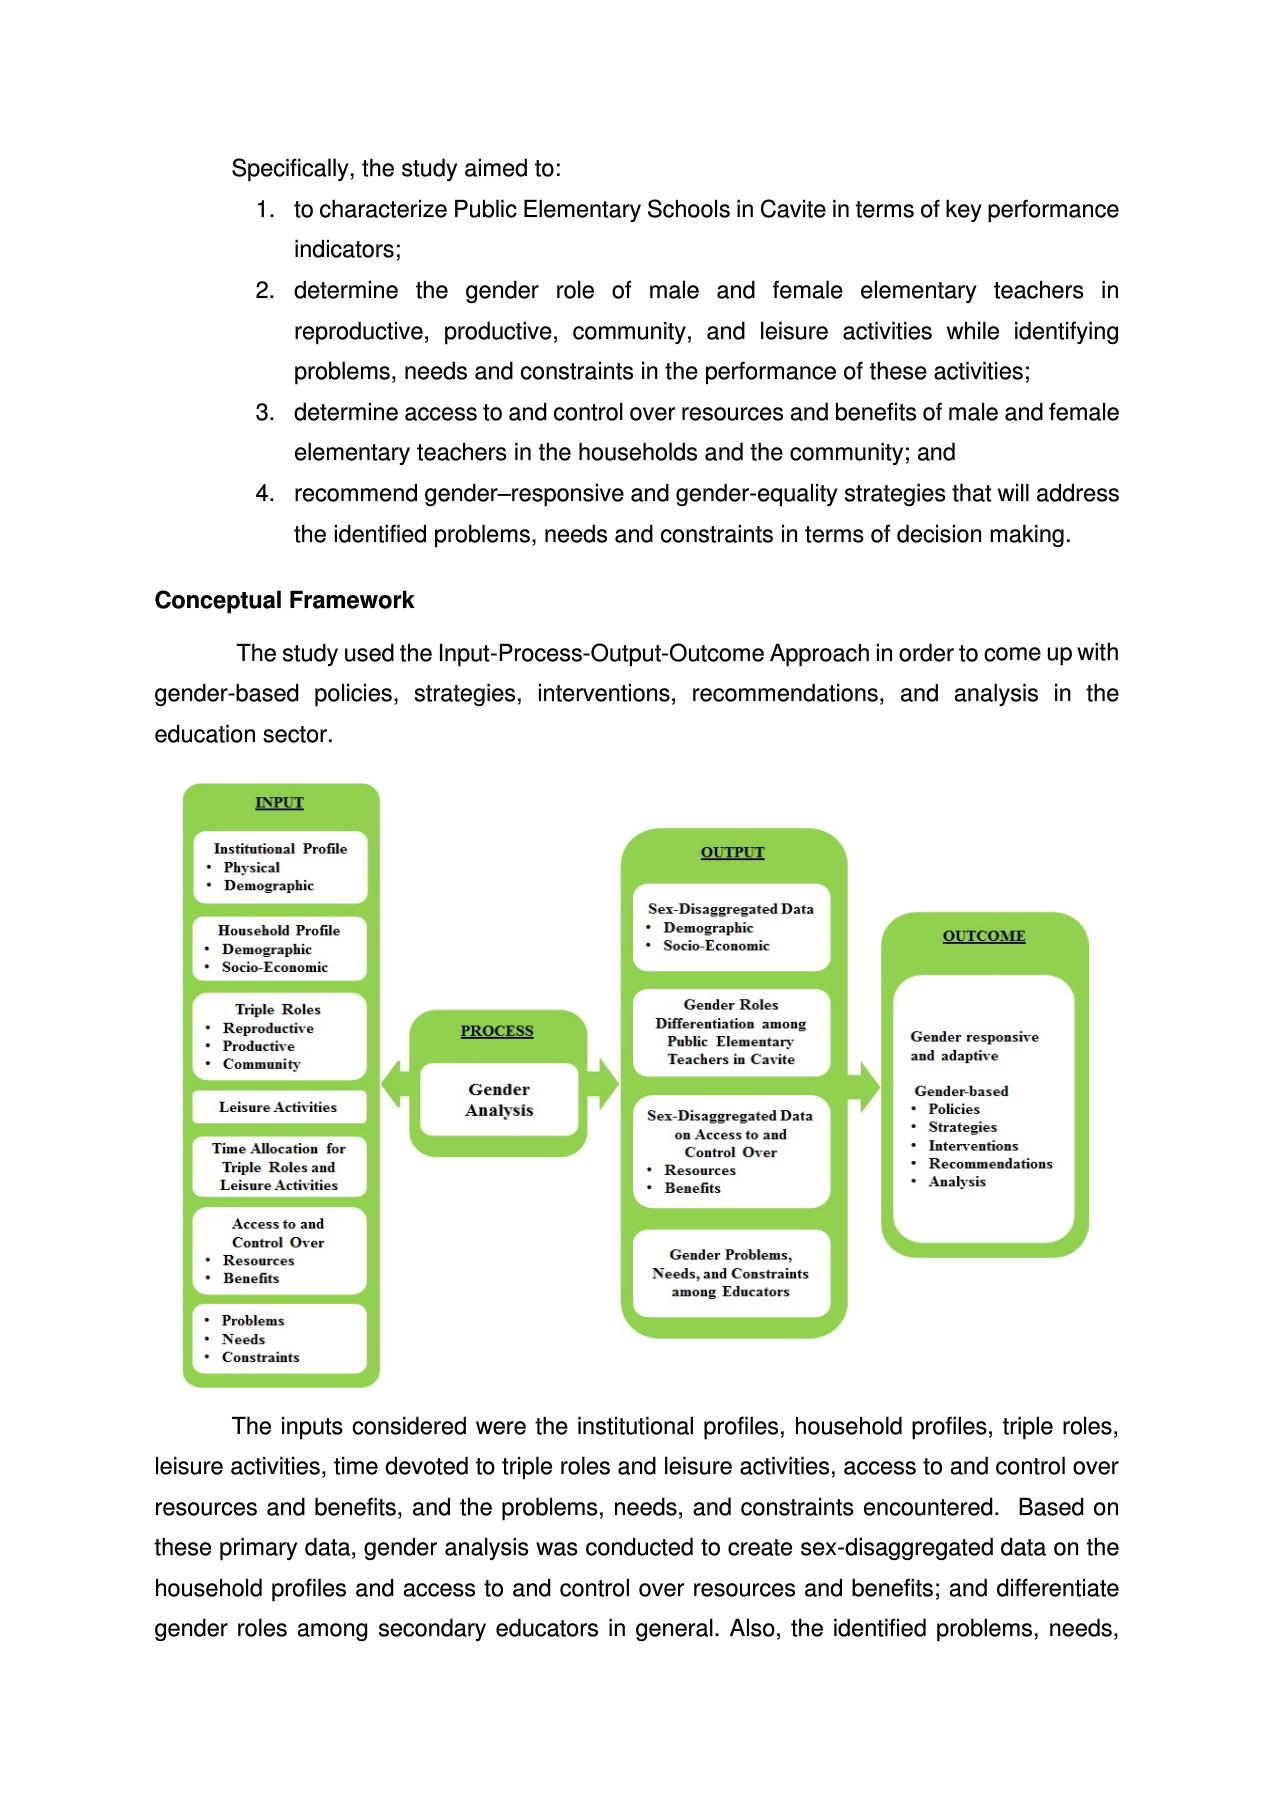 Specifically, the study aimed to:
1. to characterize Public Elementary Schools in Cavite in terms of key performance
indicators;
2. determine the gender role of male and female elementary teachers in
reproductive, productive, community, and leisure activities while identifying
problems, needs and constraints in the performance of these activities;
3. determine access to and control over resources and benefits of male and female
elementary teachers in the households and the community; and
4. recommend gender–responsive and gender-equality strategies that will address
the identified problems, needs and constraints in terms of decision making.
Conceptual Framework
The study used the Input-Process-Output-Outcome Approach in order to come up with
gender-based policies, strategies, interventions, recommendations, and analysis in the
education sector.
INPUT
Institutional Profile
• Physical
• Demographic
Household Profile
• Demographic
• Socio-Economic
Triple Roles
• Reproductive
• Productive
• Community
Leisure Activities
Time Allocation for
Triple Roles and
Leisure Activities
Access to and
Control Over
• Resources
• Benefits
• Problems
• Needs
• Constraints
PROCESS
Gender
Analysis
OUTPUT
Sex-Disaggregated Data
• Demographic
• Socio-Economic
Gender Roles
Differentiation among
Public Elementary
Teachers in Cavite
Sex-Disaggregated Data
on Access to and
Control Over
• Resources
• Benefits
Gender Problems,
Needs, and Constraints
among Educators
OUTCOME
Gender responsive
and adaptive
Gender-based
• Policies
• Strategies
• Interventions
• Recommendations
• Analysis
The inputs considered were the institutional profiles, household profiles, triple roles,
leisure activities, time devoted to triple roles and leisure activities, access to and control over
resources and benefits, and the problems, needs, and constraints encountered. Based on
these primary data, gender analysis was conducted to create sex-disaggregated data on the
household profiles and access to and control over resources and benefits; and differentiate
gender roles among secondary educators in general. Also, the identified problems, needs,